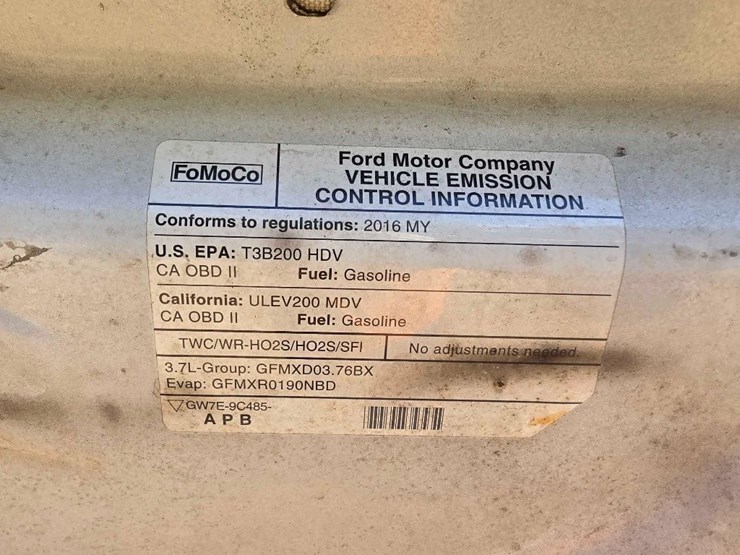 FoMoCo
Ford Motor Company
VEHICLE EMISSION
CONTROL INFORMATION
Conforms to regulations: 2016 MY
U.S. EPA: T3B200 HDV
CA OBD II Fuel: Gasoline
California: ULEV200 MDV
CA OBD II Fuel: Gasoline
TWC/WR-HO2S/HO2S/SFI
No adjustments needed.
3.7L-Group: GFMXD03.76BX
Evap: GFMXR0190NBD
GW7E-9C485-
A P B